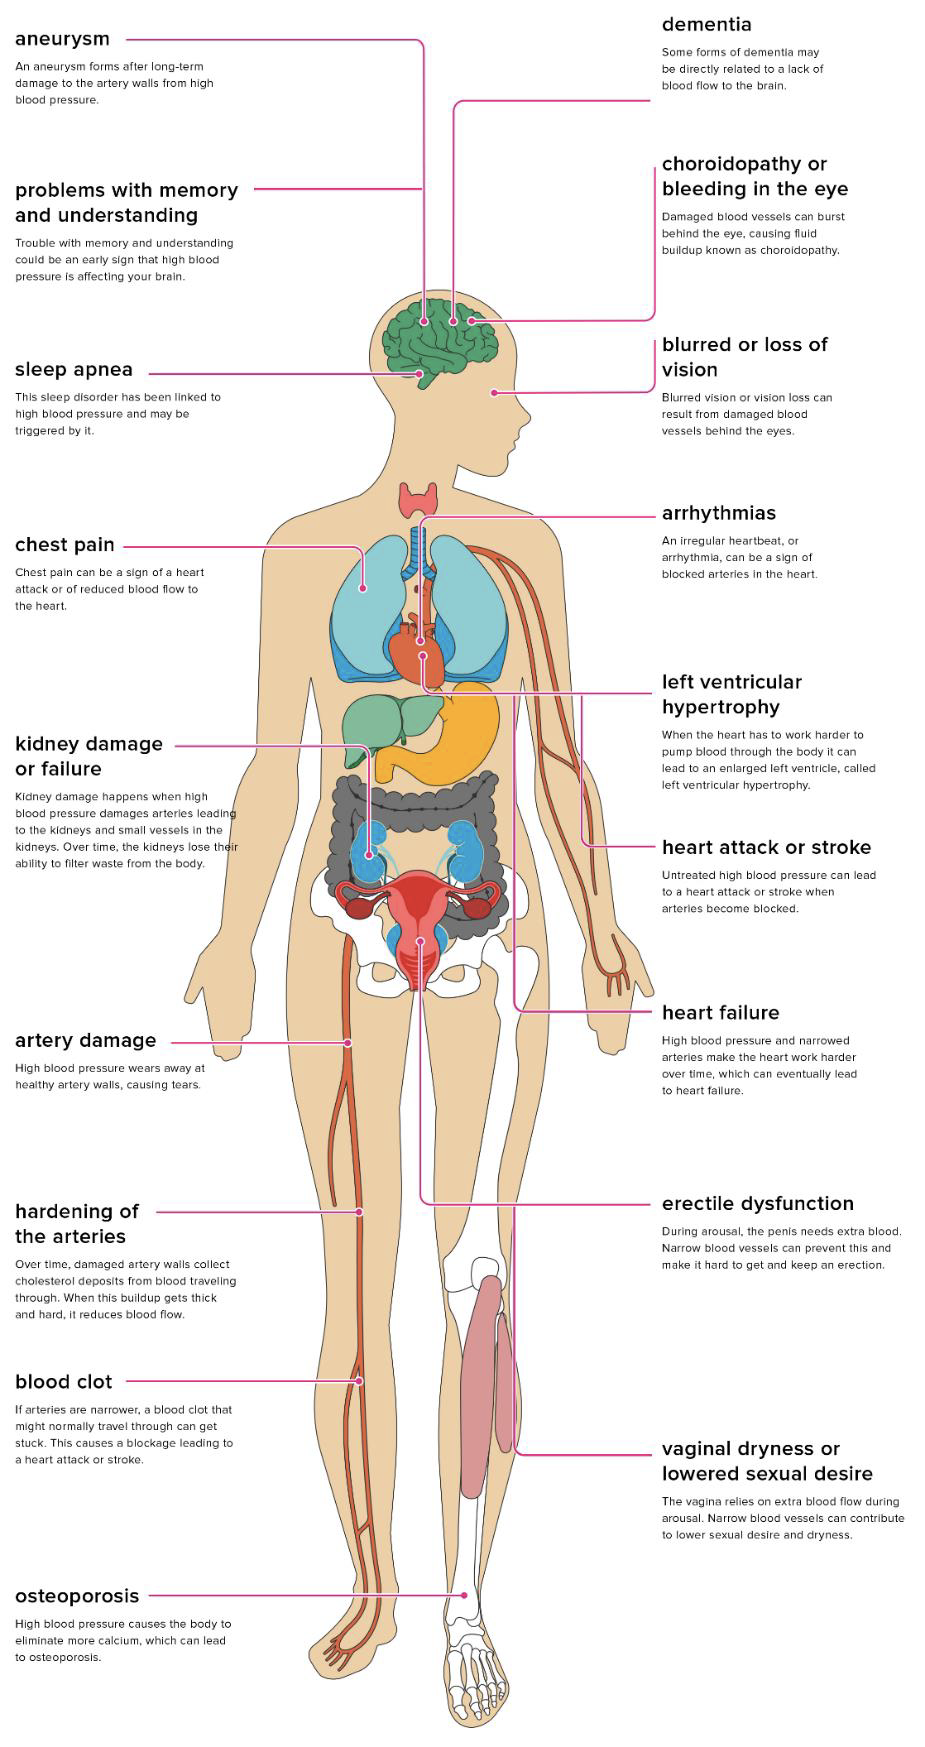 aneurysm
An aneurysm forms after long-term
damage to the artery walls from high
blood pressure.
problems with memory
and understanding
Trouble with memory and understanding
could be an early sign that high blood
pressure is affecting your brain.
sleep apnea
This sleep disorder has been linked to
high blood pressure and may be
triggered by it.
chest pain
Chest pain can be a sign of a heart
attack or of reduced blood flow to
the heart.
kidney damage
or failure
Kidney damage happens when high
blood pressure damages arteries leading
to the kidneys and small vessels in the
kidneys. Over time, the kidneys lose their
ability to filter waste from the body.
artery damage
High blood pressure wears away at
healthy artery walls, causing tears.
hardening of
the arteries
Over time, damaged artery walls collect
cholesterol deposits from blood traveling
through. When this buildup gets thick
and hard, it reduces blood flow.
blood clot
If arteries are narrower, a blood clot that
might normally travel through can get
stuck. This causes a blockage leading to
a heart attack or stroke.
osteoporosis
High blood pressure causes the body to
eliminate more calcium, which can lead
to osteoporosis.
dementia
Some forms of dementia may
be directly related to a lack of
blood flow to the brain.
choroidopathy or
bleeding in the eye
Damaged blood vessels can burst
behind the eye, causing fluid
buildup known as choroidopathy.
blurred or loss of
vision
Blurred vision or vision loss can
result from damaged blood
vessels behind the eyes.
arrhythmias
An irregular heartbeat, or
arrhythmia, can be a sign of
blocked arteries in the heart.
left ventricular
hypertrophy
When the heart has to work harder to
pump blood through the body it can
lead to an enlarged left ventricle, called
left ventricular hypertrophy.
heart attack or stroke
Untreated high blood pressure can lead
to a heart attack or stroke when
arteries become blocked.
heart failure
High blood pressure and narrowed
arteries make the heart work harder
over time, which can eventually lead
to heart failure.
erectile dysfunction
During arousal, the penis needs extra blood.
Narrow blood vessels can prevent this and
make it hard to get and keep an erection.
vaginal dryness or
lowered sexual desire
The vagina relies on extra blood flow during
arousal. Narrow blood vessels can contribute
to lower sexual desire and dryness.